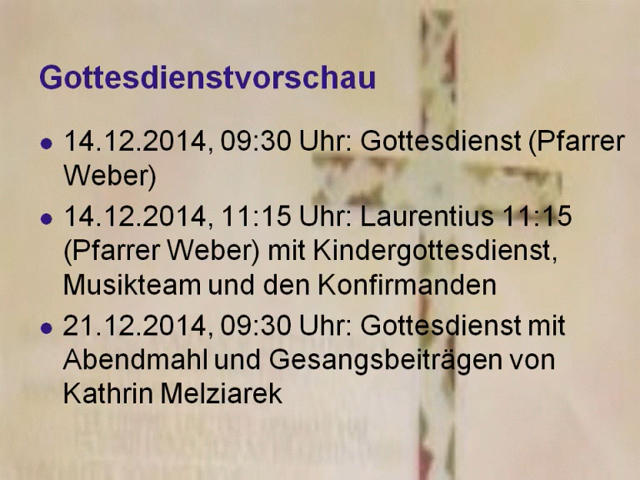 Gottesdienstvorschau
● 14.12.2014, 09:30 Uhr: Gottesdienst (Pfarrer
Weber)
● 14.12.2014, 11:15 Uhr: Laurentius 11:15
(Pfarrer Weber) mit Kindergottesdienst,
Musikteam und den Konfirmanden
● 21.12.2014, 09:30 Uhr: Gottesdienst mit
Abendmahl und Gesangsbeiträgen von
Kathrin Melziarek